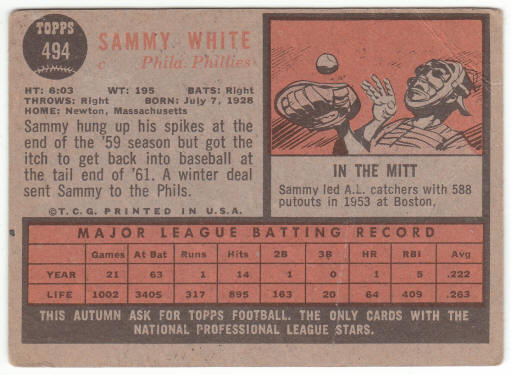 TOPPS
494
SAMMY WHITE
c Phila. Phillies
HT: 6:03 WT: 195 BATS: Right
THROWS: Right BORN: July 7, 1928
HOME: Newton, Massachusetts
Sammy hung up his spikes at the
end of the '59 season but got the
itch to get back into baseball at
the tail end of '61. A winter deal
sent Sammy to the Phils.
©T.C.G. PRINTED IN U.S.A.
IN THE MITT
Sammy led A.L. catchers with 588
putouts in 1953 at Boston.
MAJOR LEAGUE BATTING RECORD
Games At Bat Runs Hits 2B 3B HR RBI Avg
YEAR 21 63 1 14 1 0 1 5 .222
LIFE 1002 3405 317 895 163 20 64 409 .263
THIS AUTUMN ASK FOR TOPPS FOOTBALL. THE ONLY CARDS WITH THE
NATIONAL PROFESSIONAL LEAGUE STARS.